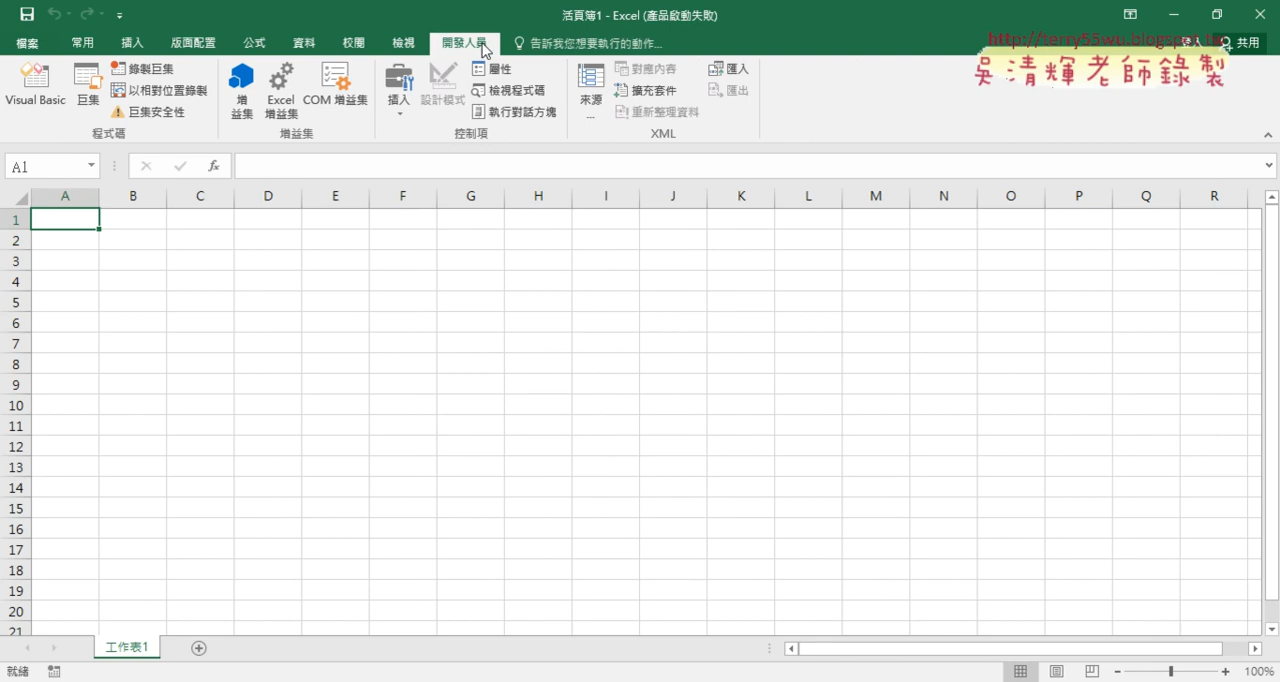 活頁簿1 - Excel (產品啟動失敗)
檔案 常用 插入 版面配置 公式 資料 校閱 檢視 開發人員 告訴我您想要執行的動作... 登入 共用
http://terry55wu.blogspot.tw
吳清輝老師錄製
Visual Basic 巨集 錄製巨集 以相對位置錄製 巨集安全性
程式碼
增益集 Excel 增益集 COM 增益集
增益集
插入 設計模式 屬性 檢視程式碼 執行對話方塊
控制項
來源 ... 對應內容 擴充套件 重新整理資料 匯入 匯出
XML
A1 fx
A B C D E F G H I J K L M N O P Q R
1
2
3
4
5
6
7
8
9
10
11
12
13
14
15
16
17
18
19
20
21
工作表1
就緒 100%